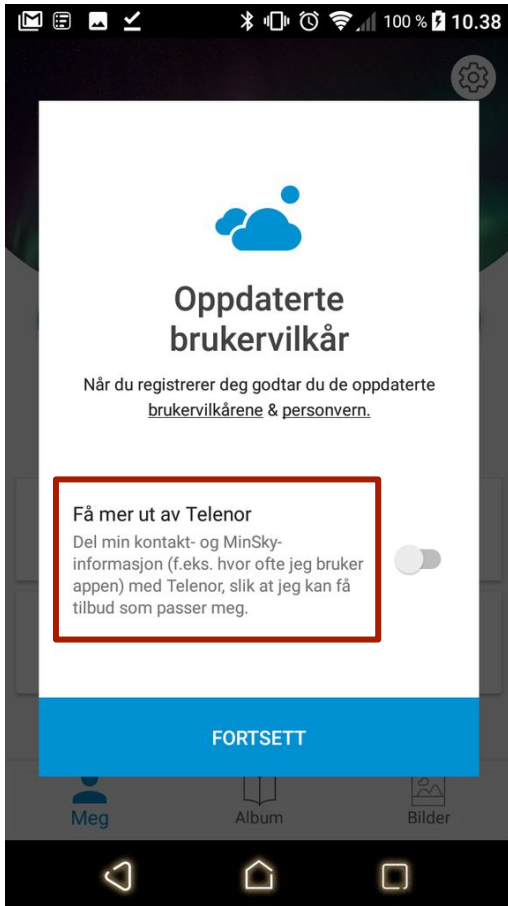 100 % 10.38
Oppdaterte
brukervilkår
Når du registrerer deg godtar du de oppdaterte
brukervilkårene & personvern.
Få mer ut av Telenor
Del min kontakt- og MinSky-
informasjon (f.eks. hvor ofte jeg bruker
appen) med Telenor, slik at jeg kan få
tilbud som passer meg.
FORTSETT
Meg Album Bilder